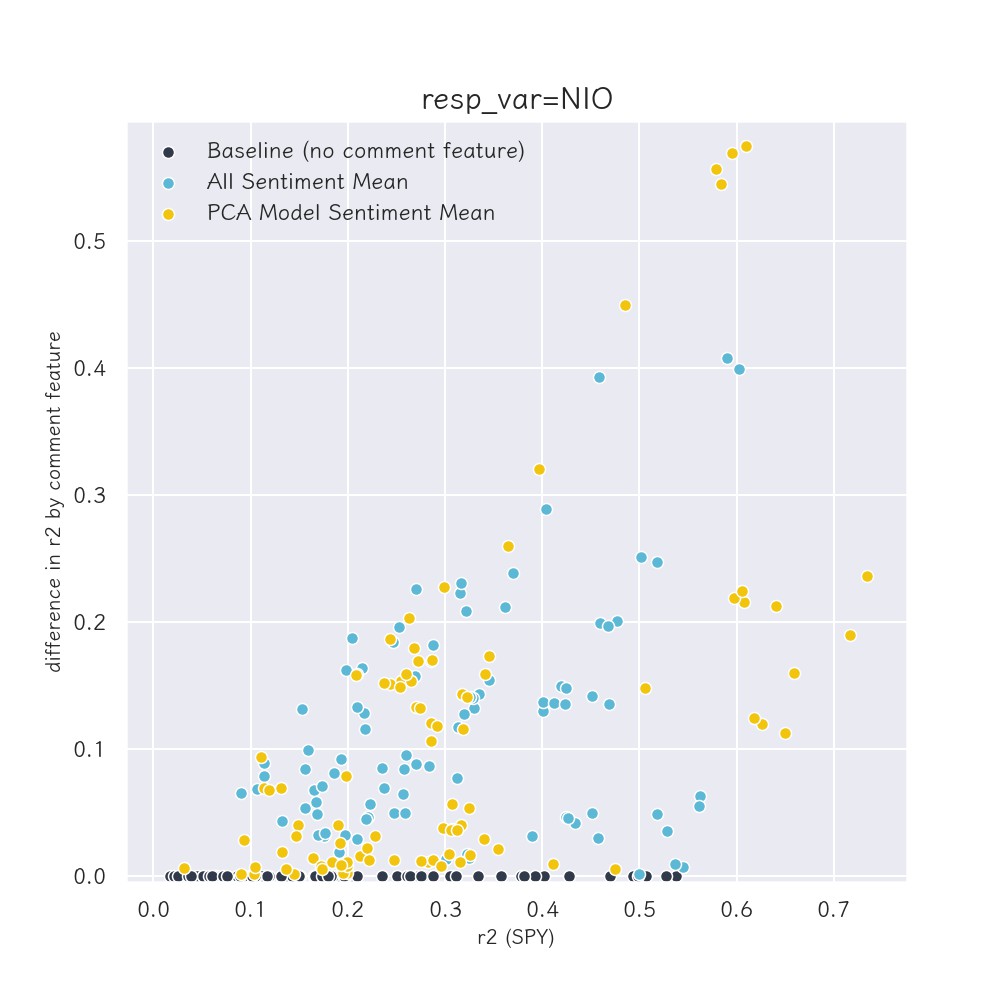 resp_var=NIO
Baseline (no comment feature)
All Sentiment Mean
PCA Model Sentiment Mean
difference in r2 by comment feature
0.5
0.4
0.3
0.2
0.1
0.0
0.0 0.1 0.2 0.3 0.4 0.5 0.6 0.7
r2 (SPY)